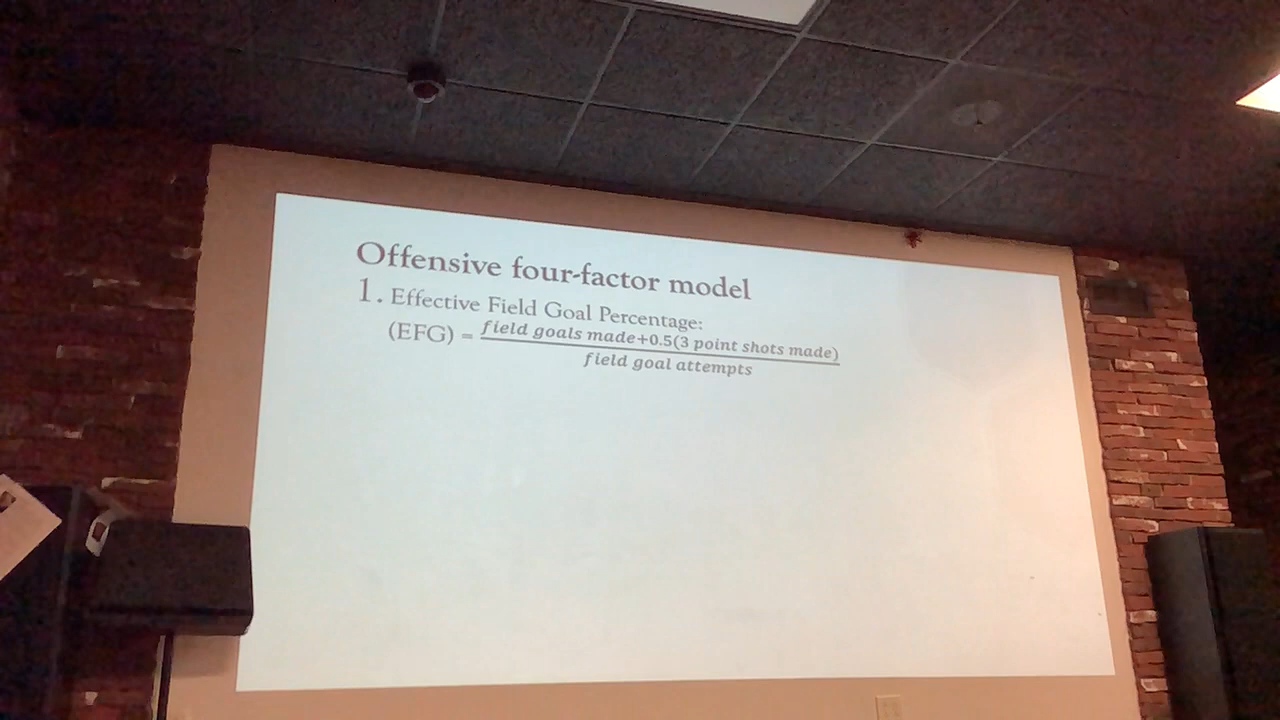 Offensive four-factor model
1. Effective Field Goal Percentage:
(EFG) = field goals made+0.5(3 point shots made)
field goal attempts